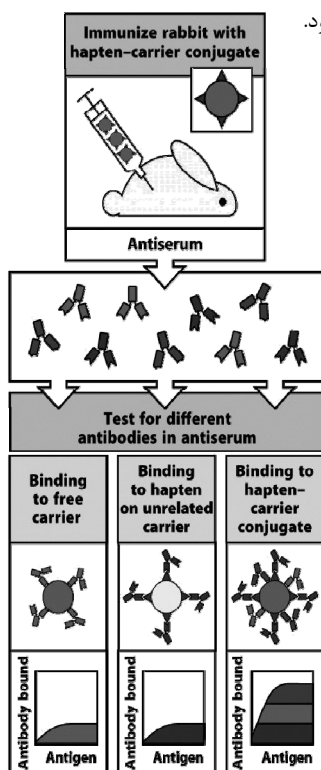 ود.
Immunize rabbit with
hapten–carrier conjugate
Antiserum
Test for different
antibodies in antiserum
Binding
to free
carrier
Binding
to hapten
on unrelated
carrier
Binding to
hapten–
carrier
conjugate
Antibody bound
Antigen
Antibody bound
Antigen
Antibody bound
Antigen